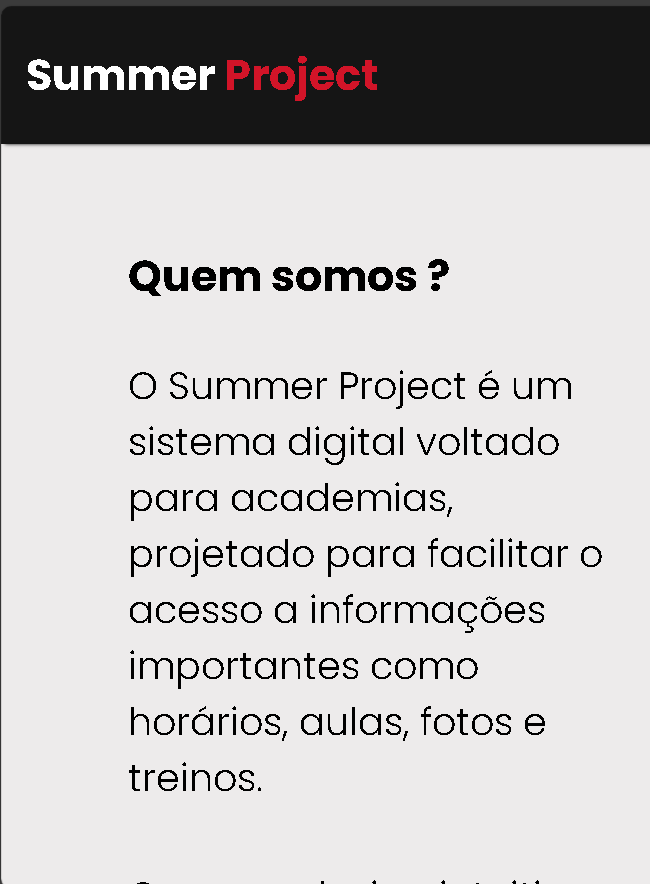 Summer Project
Quem somos ?
O Summer Project é um
sistema digital voltado
para academias,
projetado para facilitar o
acesso a informações
importantes como
horários, aulas, fotos e
treinos.